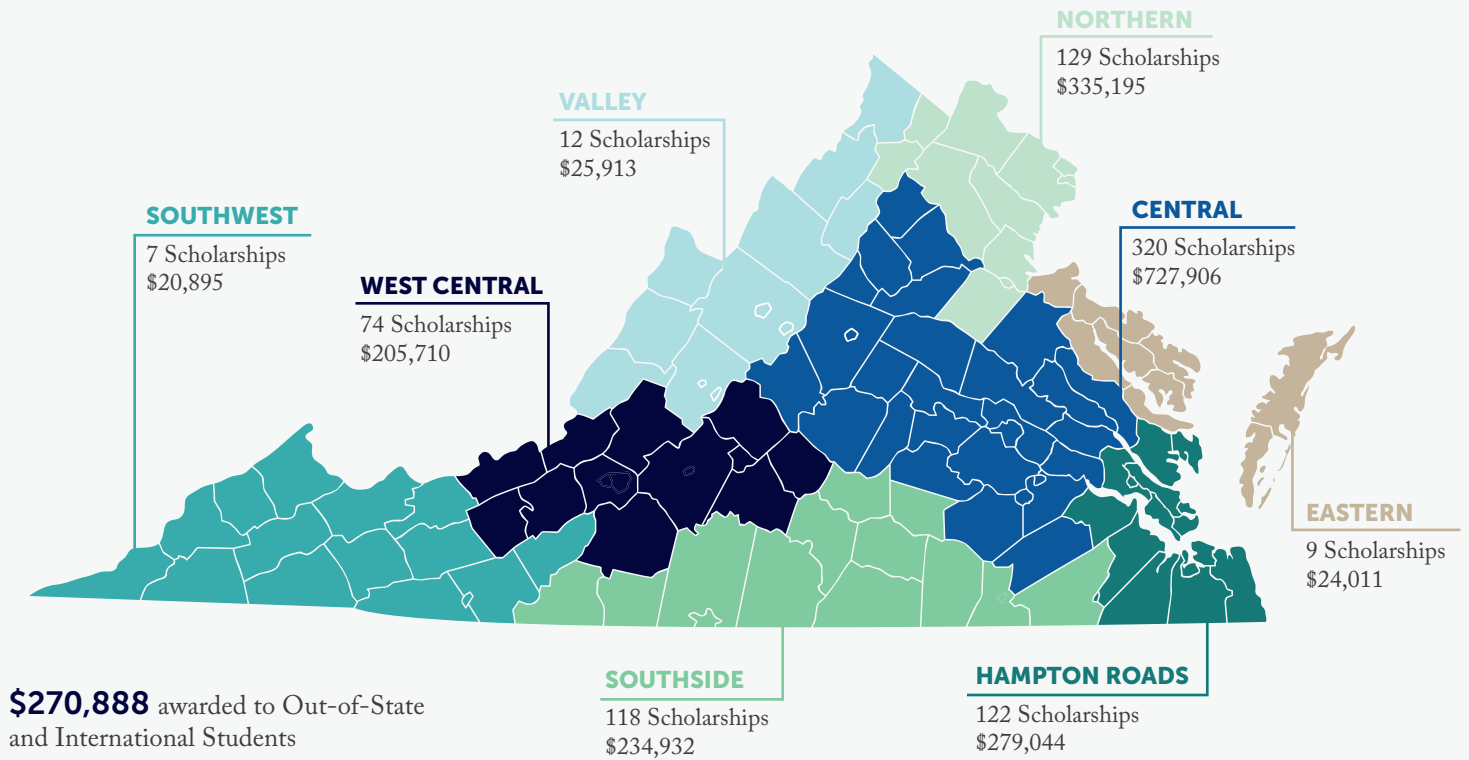 NORTHERN
129 Scholarships
$335,195
VALLEY
12 Scholarships
$25,913
SOUTHWEST
7 Scholarships
$20,895
CENTRAL
320 Scholarships
$727,906
WEST CENTRAL
74 Scholarships
$205,710
EASTERN
9 Scholarships
$24,011
SOUTHSIDE
118 Scholarships
$234,932
HAMPTON ROADS
122 Scholarships
$279,044
$270,888 awarded to Out-of-State
and International Students